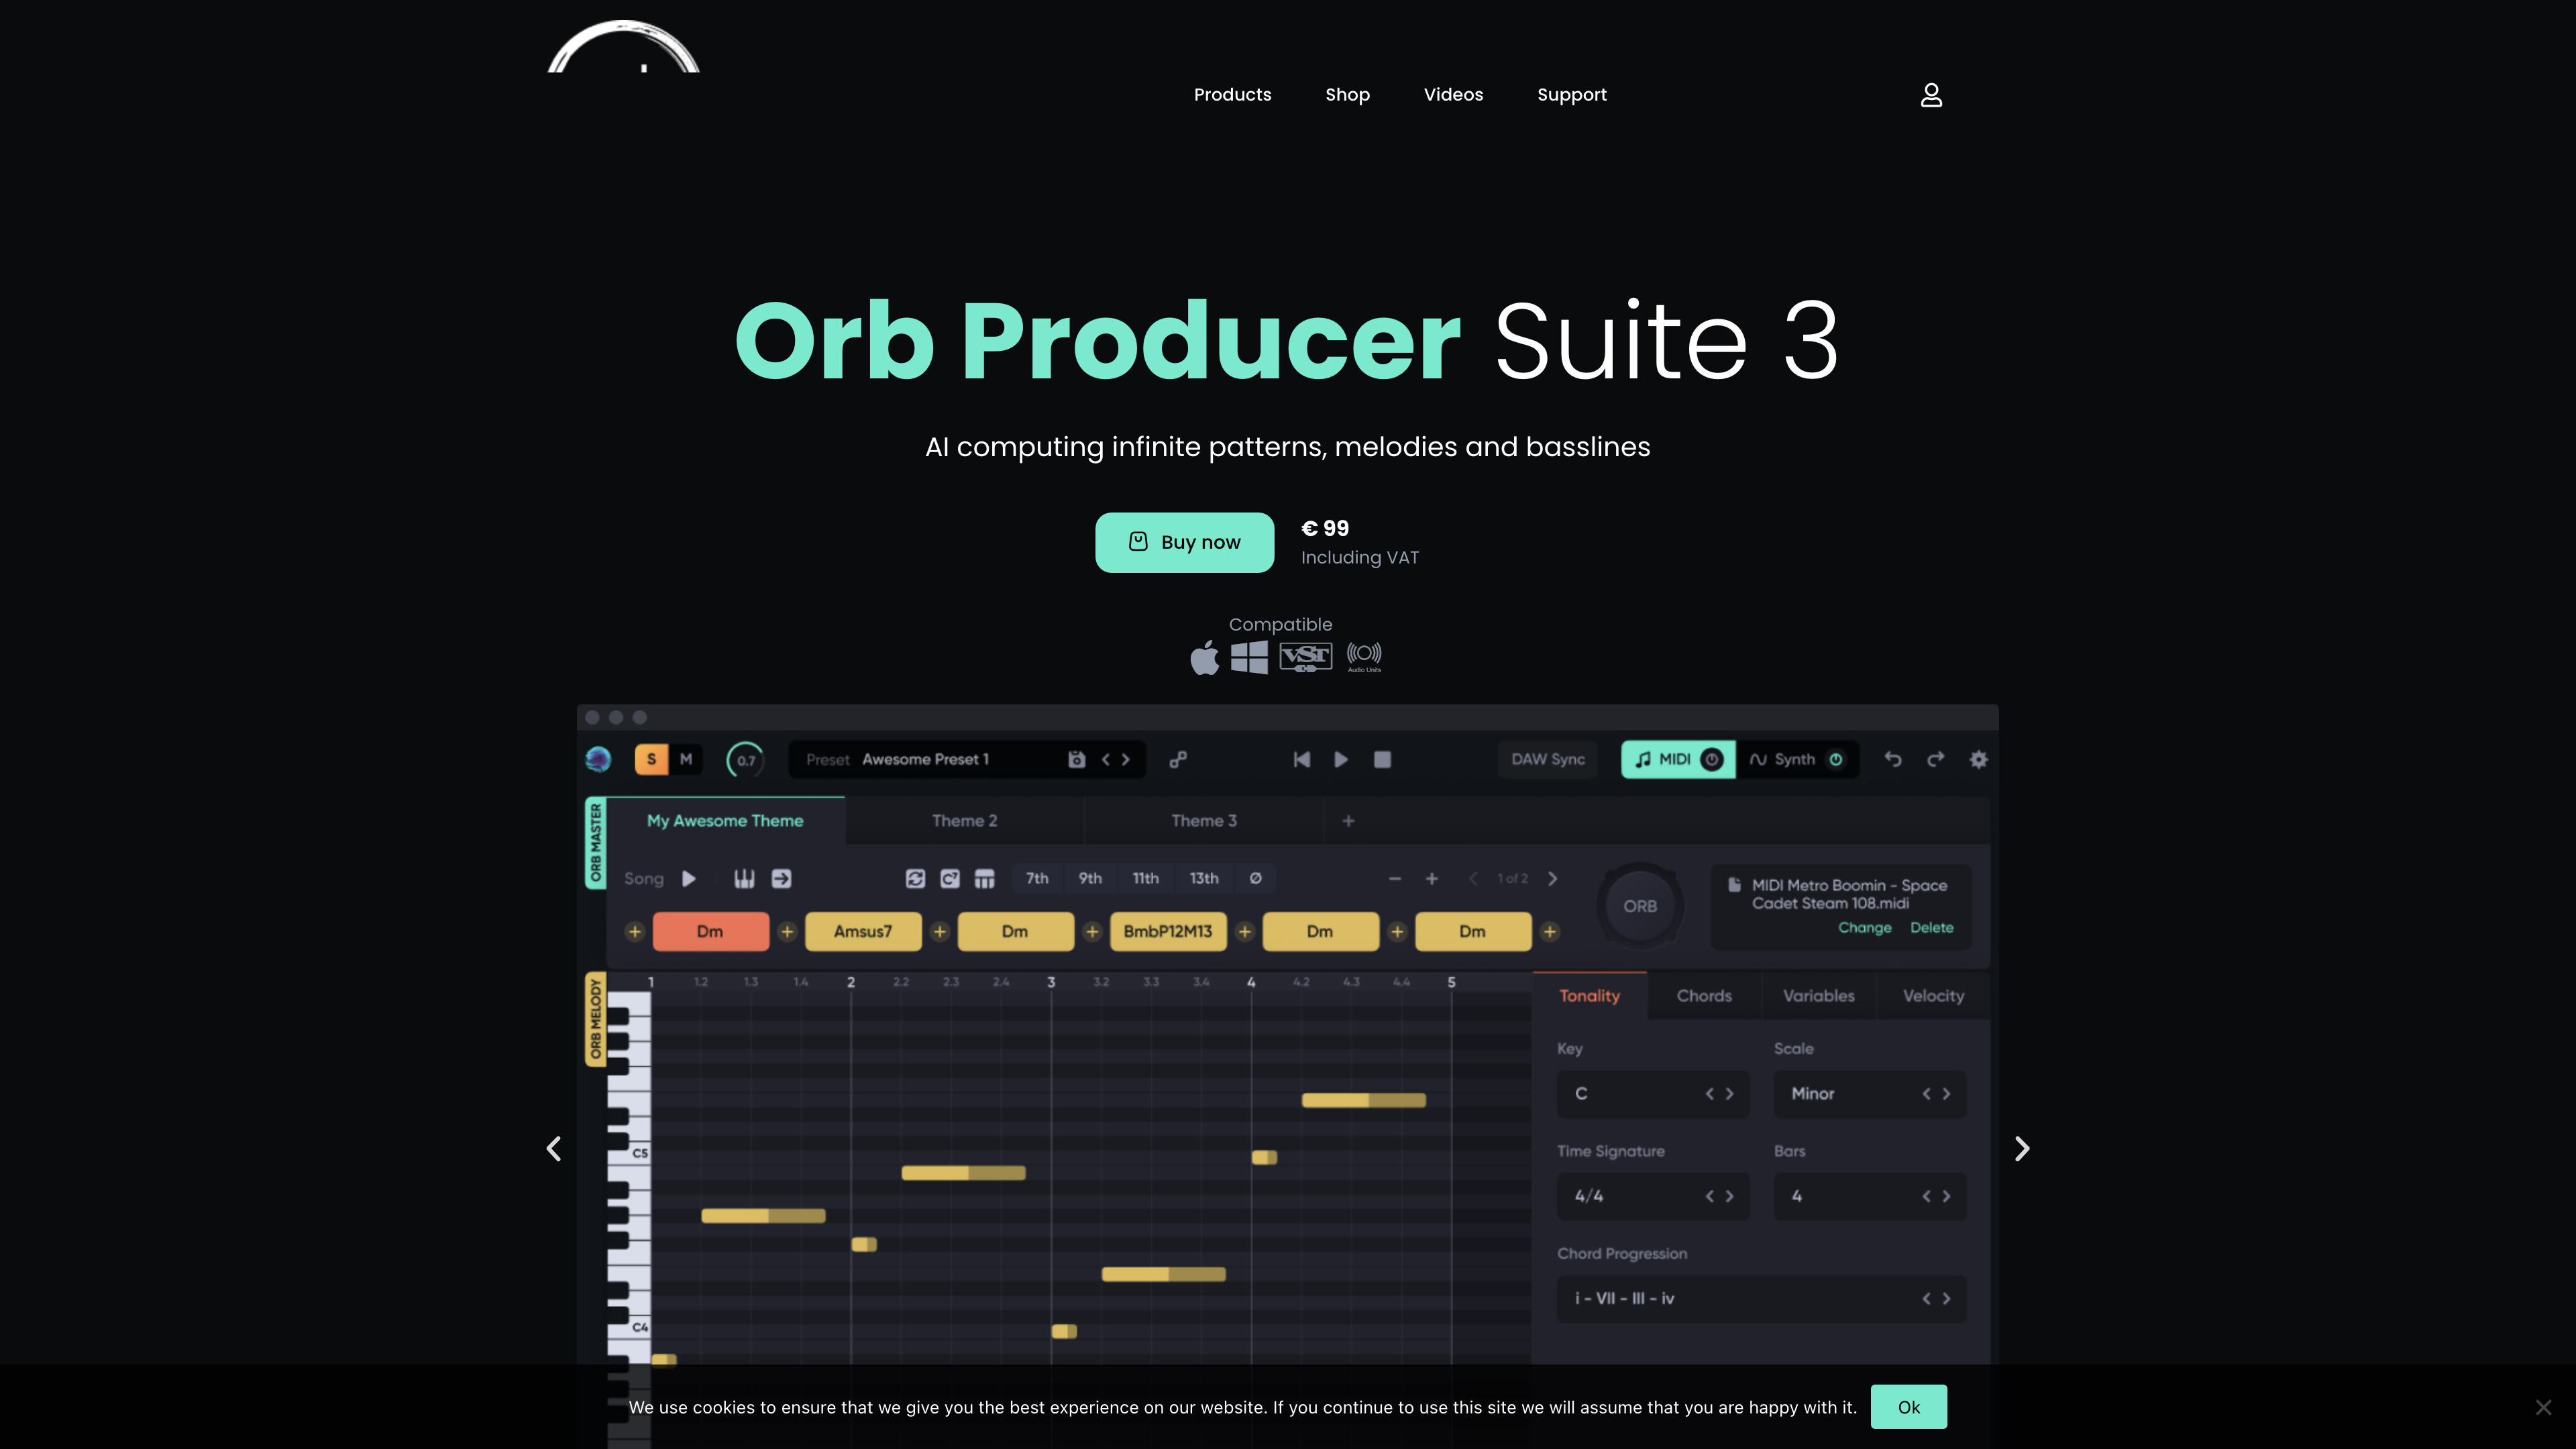 Products Shop Videos Support
Orb Producer Suite 3
AI computing infinite patterns, melodies and basslines
Buy now
€ 99
Including VAT
Compatible
VST
Audio Units
S M 0.7 Preset Awesome Preset 1 DAW Sync MIDI Synth
ORB MASTER
My Awesome Theme Theme 2 Theme 3 +
Song C7 7th 9th 11th 13th Ø - + 1 of 2
ORB
MIDI Metro Boomin - Space
Cadet Steam 108.midi
Change Delete
+ Dm + Amsus7 + Dm + BmbP12M13 + Dm + Dm +
ORB MELODY
1 1.2 1.3 1.4 2 2.2 2.3 2.4 3 3.2 3.3 3.4 4 4.2 4.3 4.4 5
Tonality Chords Variables Velocity
Key Scale
C Minor
C5
Time Signature Bars
4/4 4
Chord Progression
i - VII - III - iv
C4
We use cookies to ensure that we give you the best experience on our website. If you continue to use this site we will assume that you are happy with it. Ok